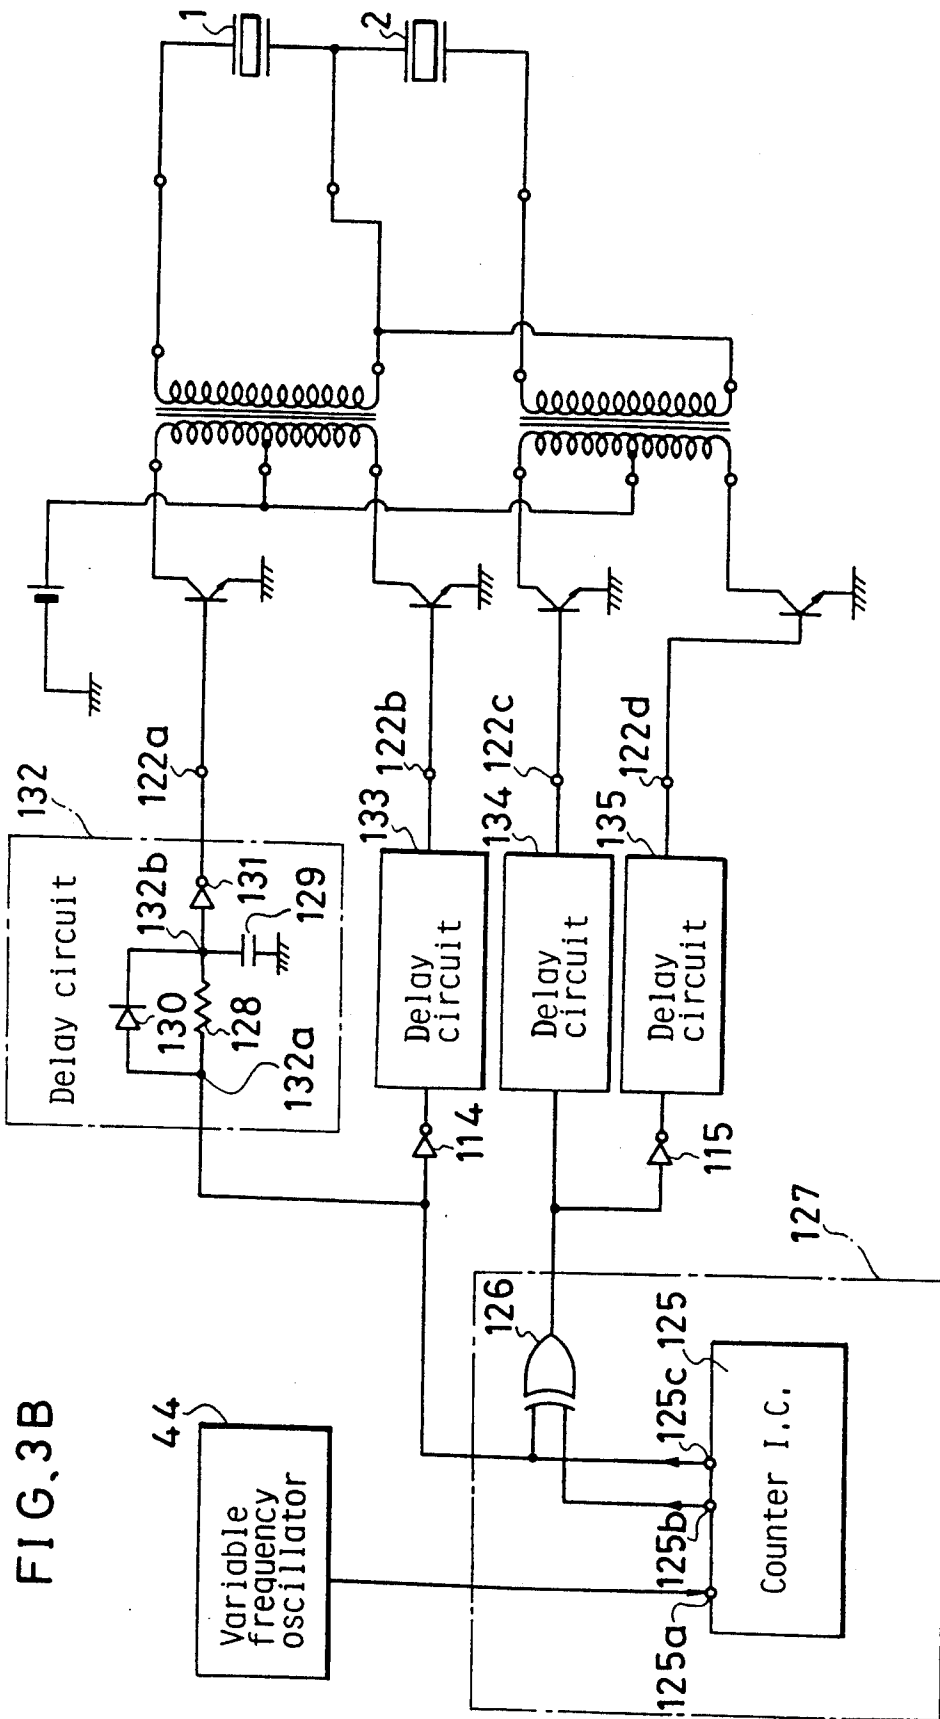 FIG.3B
1
2
132
Delay circuit
130
128
132a
132b
131
129
122a
133
Delay
circuit
122b
114
134
Delay
circuit
122c
135
Delay
circuit
122d
115
44
Variable
frequency
oscillator
126
127
125a
125b
125c
125
Counter I.C.